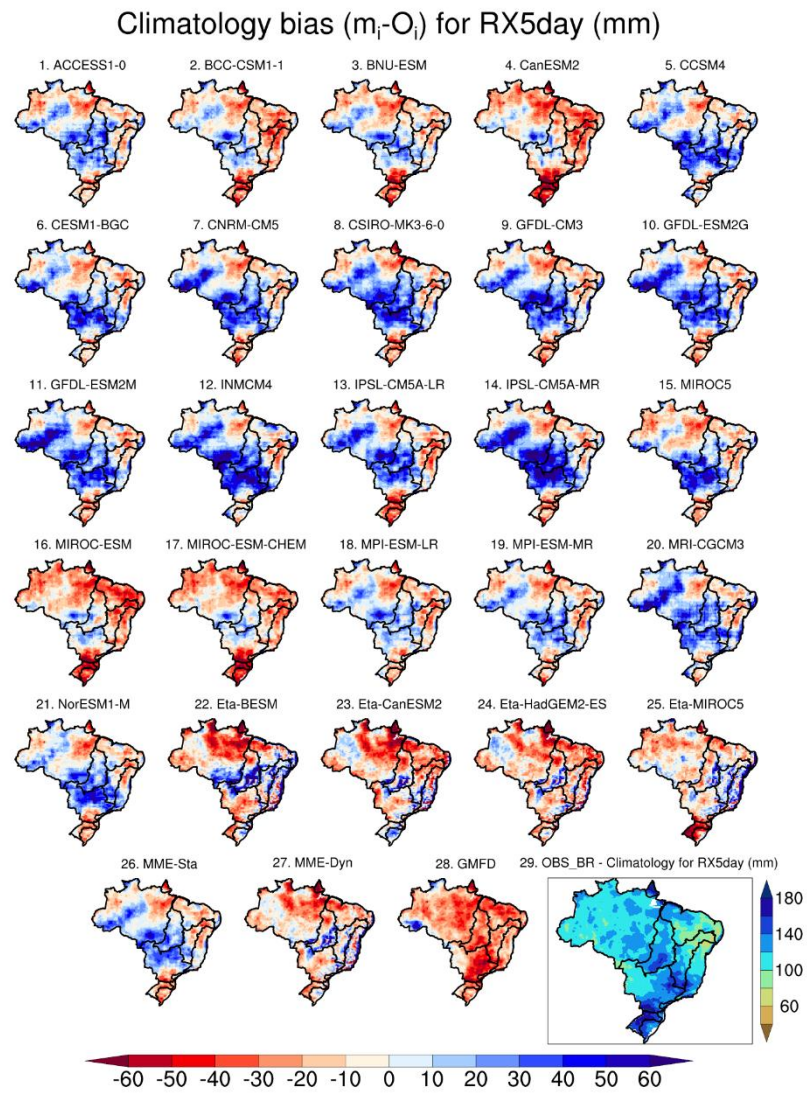 Climatology bias (mi-Oi) for RX5day (mm)
1. ACCESS1-0 2. BCC-CSM1-1 3. BNU-ESM 4. CanESM2 5. CCSM4
6. CESM1-BGC 7. CNRM-CM5 8. CSIRO-MK3-6-0 9. GFDL-CM3 10. GFDL-ESM2G
11. GFDL-ESM2M 12. INMCM4 13. IPSL-CM5A-LR 14. IPSL-CM5A-MR 15. MIROC5
16. MIROC-ESM 17. MIROC-ESM-CHEM 18. MPI-ESM-LR 19. MPI-ESM-MR 20. MRI-CGCM3
21. NorESM1-M 22. Eta-BESM 23. Eta-CanESM2 24. Eta-HadGEM2-ES 25. Eta-MIROC5
26. MME-Sta 27. MME-Dyn 28. GMFD 29. OBS_BR - Climatology for RX5day (mm)
180
140
100
60
-60 -50 -40 -30 -20 -10 0 10 20 30 40 50 60